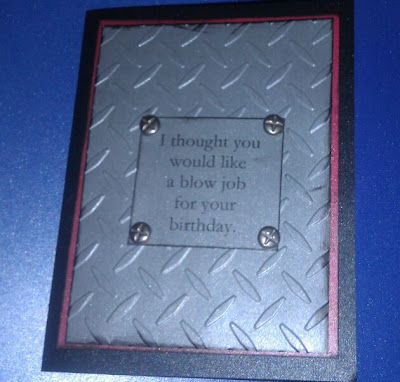 I thought you
would like
a blow job
for your
birthday.